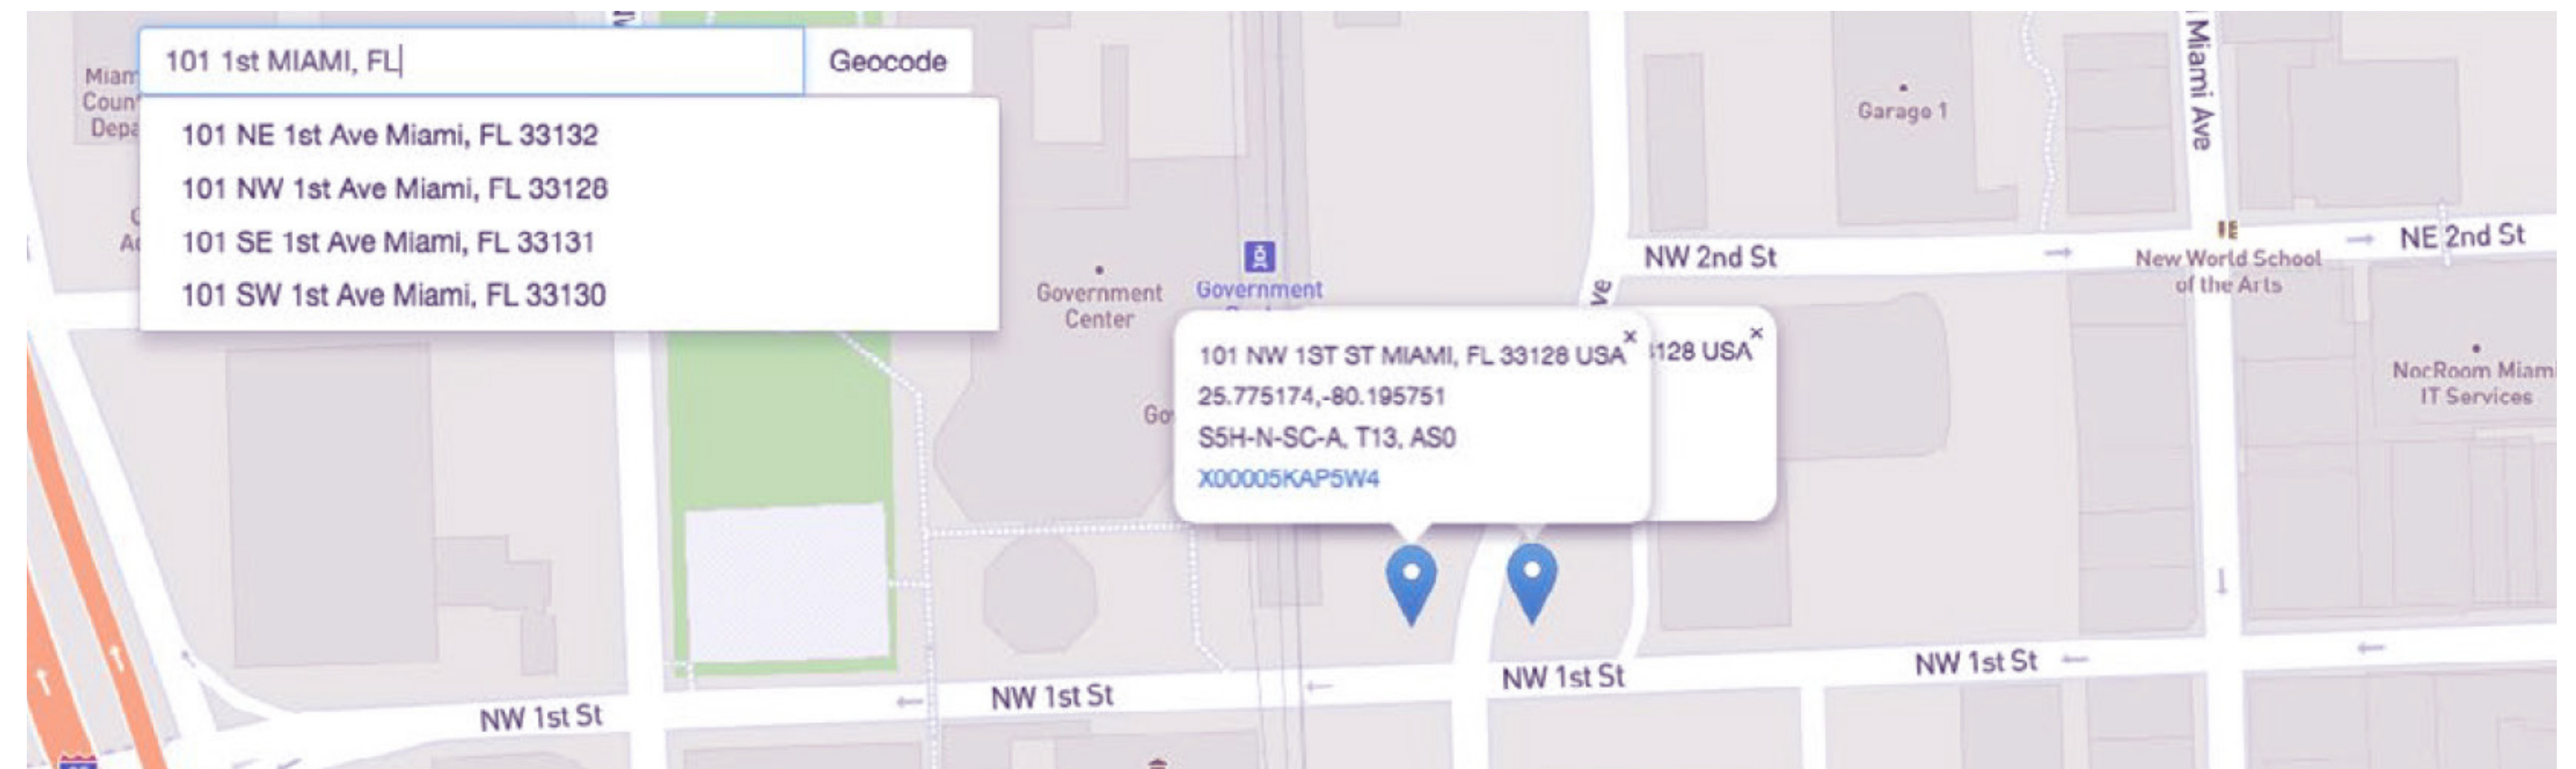 101 1st MIAMI, FL
Geocode
101 NE 1st Ave Miami, FL 33132
101 NW 1st Ave Miami, FL 33128
101 SE 1st Ave Miami, FL 33131
101 SW 1st Ave Miami, FL 33130
Garage 1
Miami Ave
NW 2nd St
NE 2nd St
New World School
of the Arts
Government
Center
Government
101 NW 1ST ST MIAMI, FL 33128 USA
25.775174,-80.195751
S5H-N-SC-A, T13, AS0
X00005KAP5W4
128 USA
NocRoom Miami
IT Services
NW 1st St
NW 1st St
NW 1st St
NW 1st St